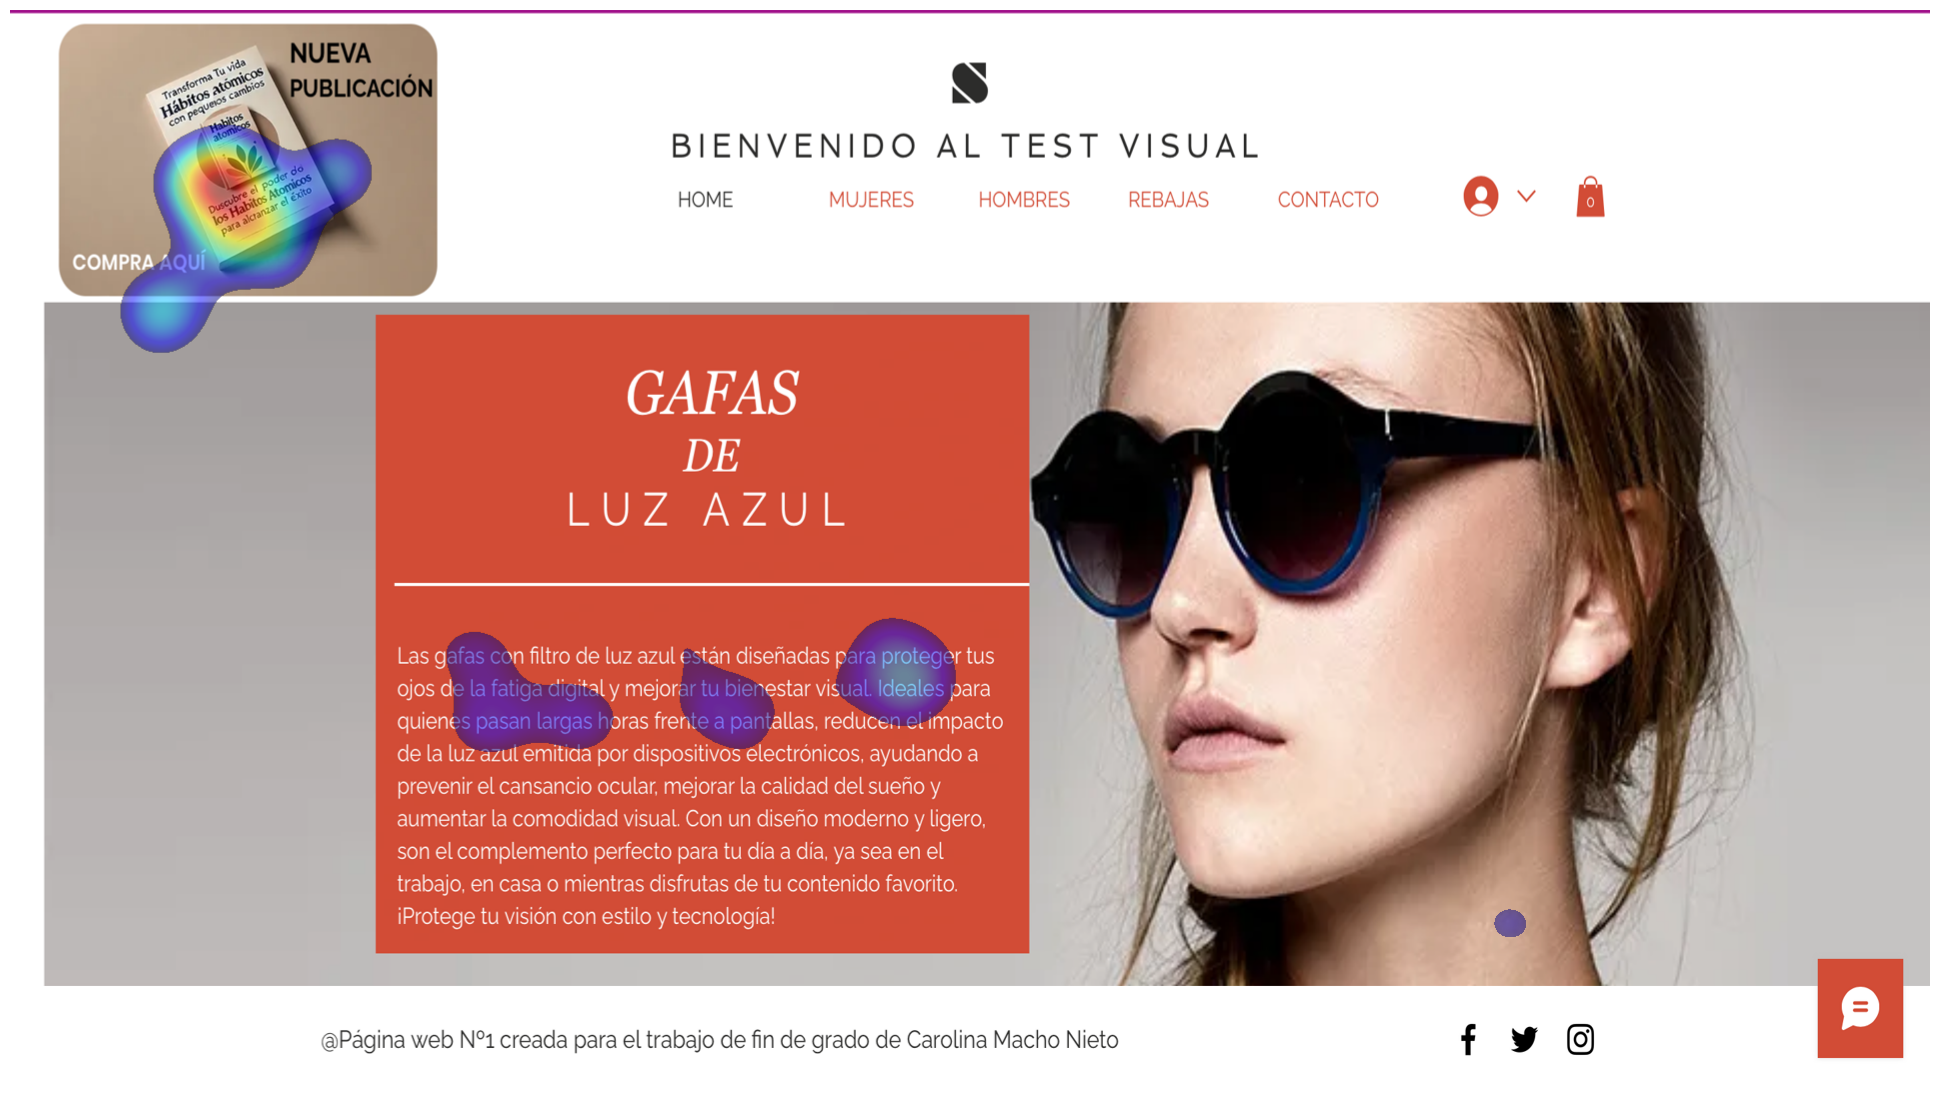 NUEVA
PUBLICACIÓN
Transforma Tu vida
Hábitos atómicos
con pequeños cambios
Habitos
atomicos
Descubre el poder do
los Habitos Atomicos
para alcanzar el éxito
COMPRA AQUÍ
BIENVENIDO AL TEST VISUAL
HOME MUJERES HOMBRES REBAJAS CONTACTO
0
GAFAS
DE
LUZ AZUL
Las gafas con filtro de luz azul están diseñadas para proteger tus
ojos de la fatiga digital y mejorar tu bienestar visual. Ideales para
quienes pasan largas horas frente a pantallas, reducen el impacto
de la luz azul emitida por dispositivos electrónicos, ayudando a
prevenir el cansancio ocular, mejorar la calidad del sueño y
aumentar la comodidad visual. Con un diseño moderno y ligero,
son el complemento perfecto para tu día a día, ya sea en el
trabajo, en casa o mientras disfrutas de tu contenido favorito.
¡Protege tu visión con estilo y tecnología!
@Página web Nº1 creada para el trabajo de fin de grado de Carolina Macho Nieto